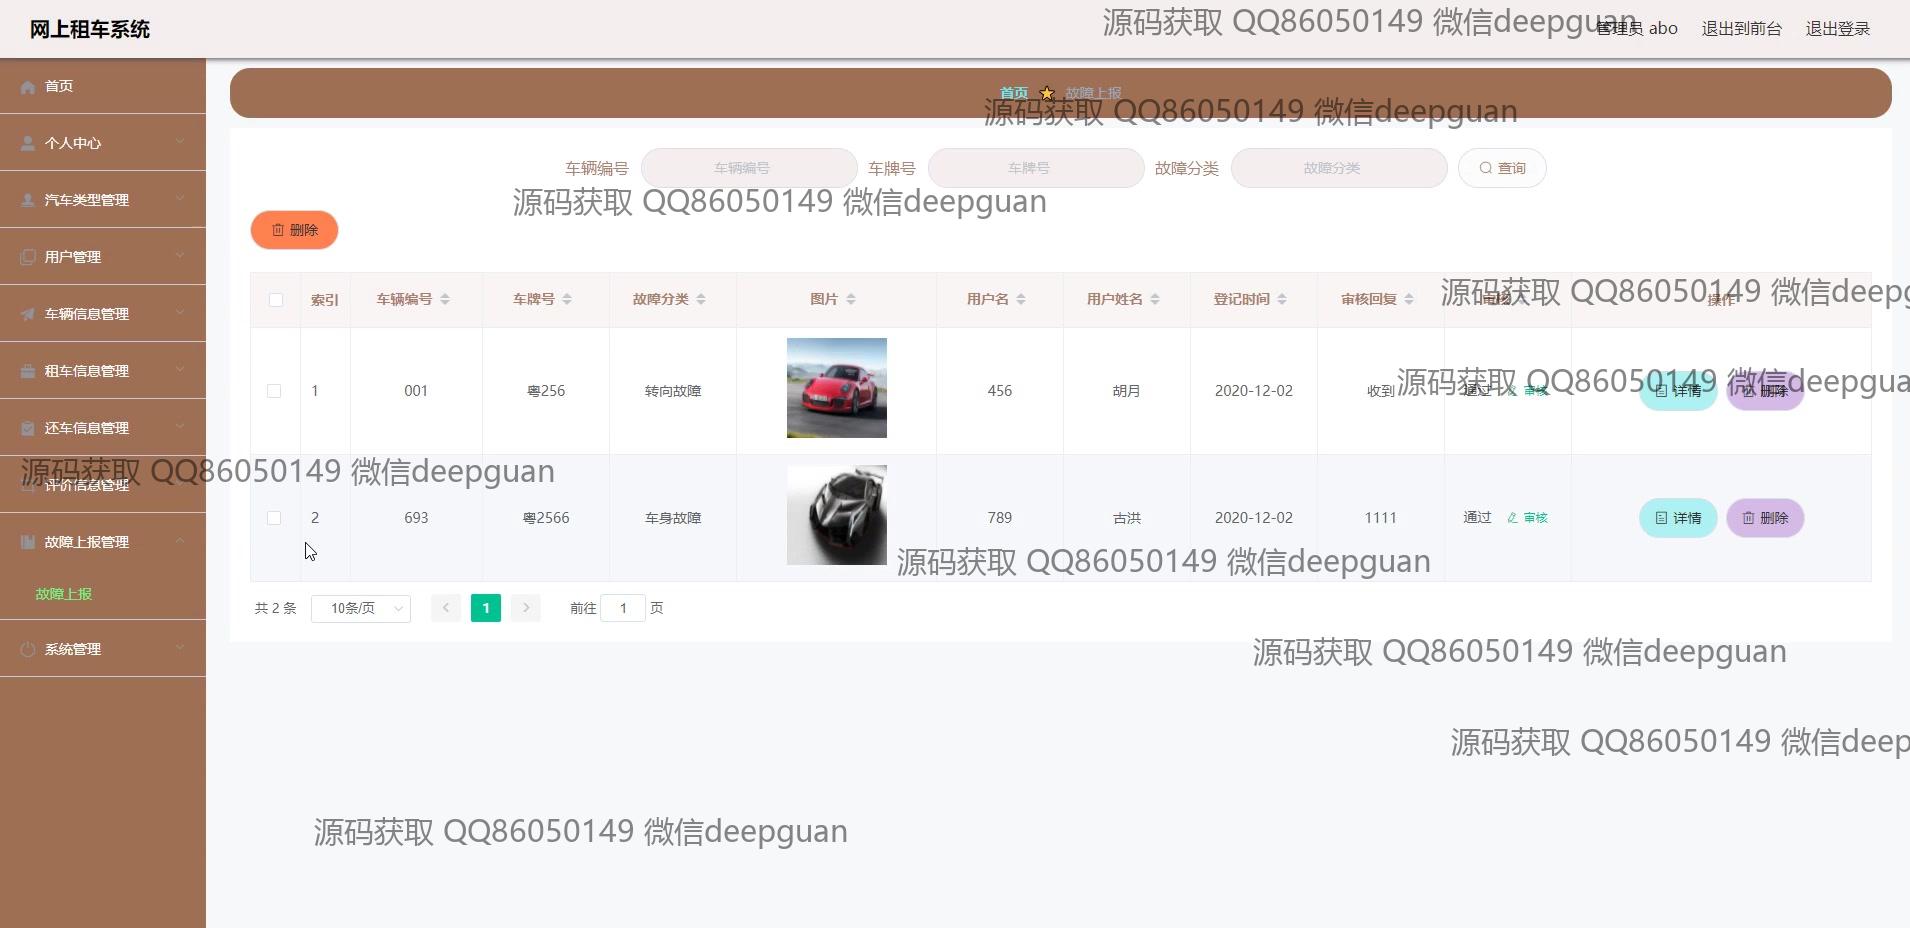 网上租车系统
源码获取 QQ86050149 微信deepguan
管理员 abo 退出到前台 退出登录
首页
首页 故障上报
源码获取 QQ86050149 微信deepguan
个人中心
车辆编号 车辆编号 车牌号 车牌号 故障分类 故障分类 查询
汽车类型管理
源码获取 QQ86050149 微信deepguan
删除
用户管理
索引 车辆编号 车牌号 故障分类 图片 用户名 用户姓名 登记时间 审核回复 审核 操作
源码获取 QQ86050149 微信deepg
车辆信息管理
租车信息管理
源码获取 QQ86050149 微信deepgua
1 001 粤256 转向故障 456 胡月 2020-12-02 收到 通过 审核 详情 删除
还车信息管理
源码获取 QQ86050149 微信deepguan
评价信息管理
2 693 粤2566 车身故障 789 古洪 2020-12-02 1111 通过 审核 详情 删除
故障上报管理
源码获取 QQ86050149 微信deepguan
故障上报
共 2 条 10条/页 1 前往 1 页
系统管理
源码获取 QQ86050149 微信deepguan
源码获取 QQ86050149 微信deep
源码获取 QQ86050149 微信deepguan